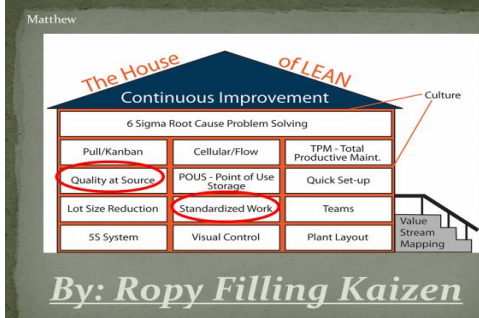 Matthew
The House of LEAN
Continuous Improvement
Culture
6 Sigma Root Cause Problem Solving
Pull/Kanban
Cellular/Flow
TPM - Total
Productive Maint.
Quality at Source
POUS - Point of Use
Storage
Quick Set-up
Lot Size Reduction
Standardized Work
Teams
5S System
Visual Control
Plant Layout
Value
Stream
Mapping
By: Ropy Filling Kaizen